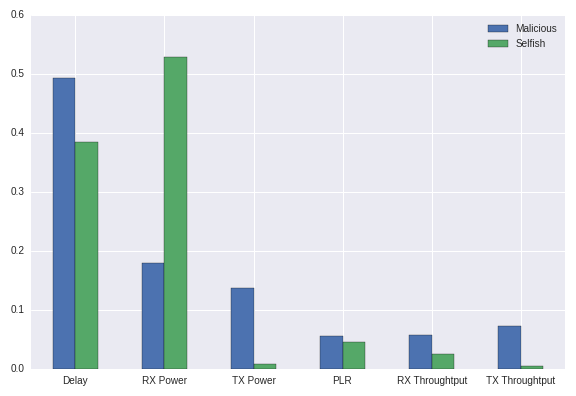 0.6
0.5
0.4
0.3
0.2
0.1
0.0
Malicious
Selfish
Delay
RX Power
TX Power
PLR
RX Throughtput
TX Throughtput